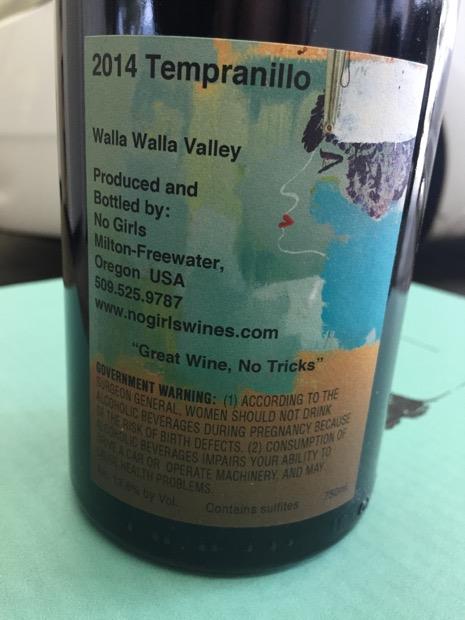 2014 Tempranillo
Walla Walla Valley
Produced and
Bottled by:
No Girls
Milton-Freewater,
Oregon USA
509.525.9787
www.nogirlswines.com
“Great Wine, No Tricks”
GOVERNMENT WARNING: (1) ACCORDING TO THE
SURGEON GENERAL, WOMEN SHOULD NOT DRINK
ALCOHOLIC BEVERAGES DURING PREGNANCY BECAUSE
OF THE RISK OF BIRTH DEFECTS. (2) CONSUMPTION OF
ALCOHOLIC BEVERAGES IMPAIRS YOUR ABILITY TO
DRIVE A CAR OR OPERATE MACHINERY, AND MAY
CAUSE HEALTH PROBLEMS.
Alc. by Vol. Contains sulfites 750ml